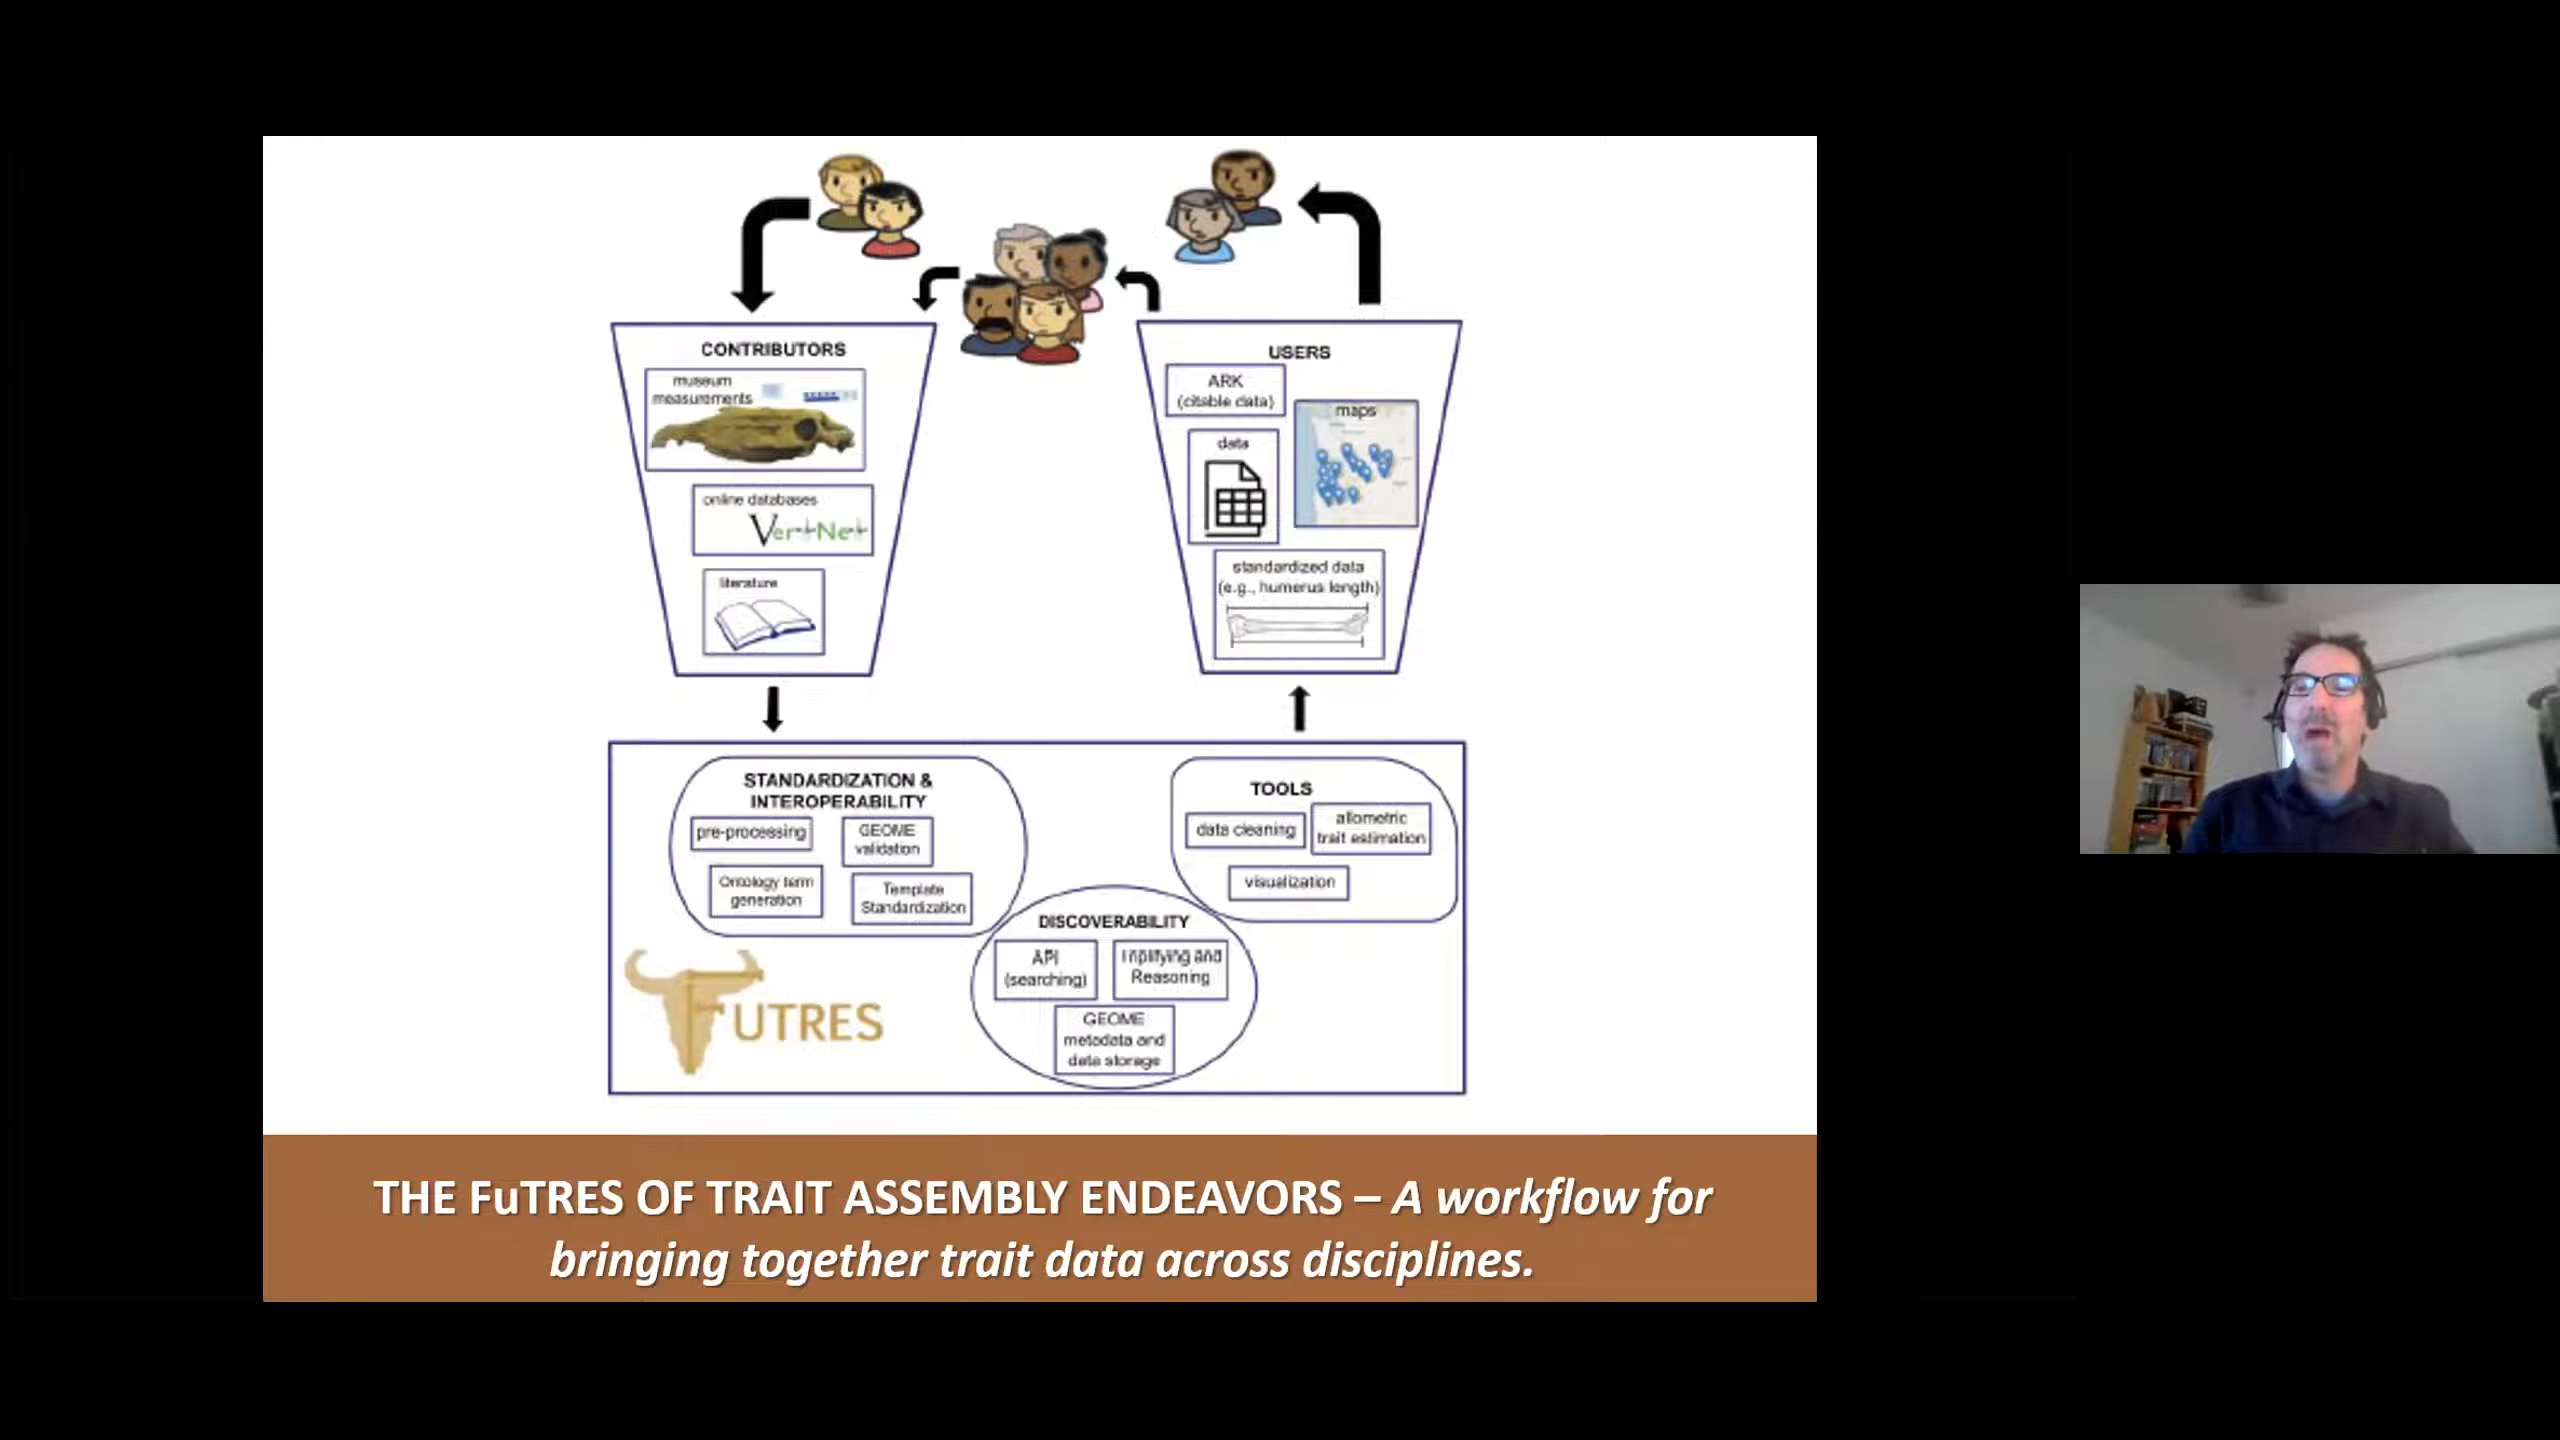 CONTRIBUTORS
museum
measurements
online databases
VertNet
literature
USERS
ARK
(citable data)
maps
data
standardized data
(e.g., humerus length)
STANDARDIZATION &
INTEROPERABILITY
pre-processing
GEOME
validation
Ontology term
generation
Template
Standardization
TOOLS
data cleaning
allometric
trait estimation
visualization
DISCOVERABILITY
API
(searching)
Triplifying and
Reasoning
GEOME
metadata and
data storage
FUTRES
THE FuTRES OF TRAIT ASSEMBLY ENDEAVORS – A workflow for
bringing together trait data across disciplines.